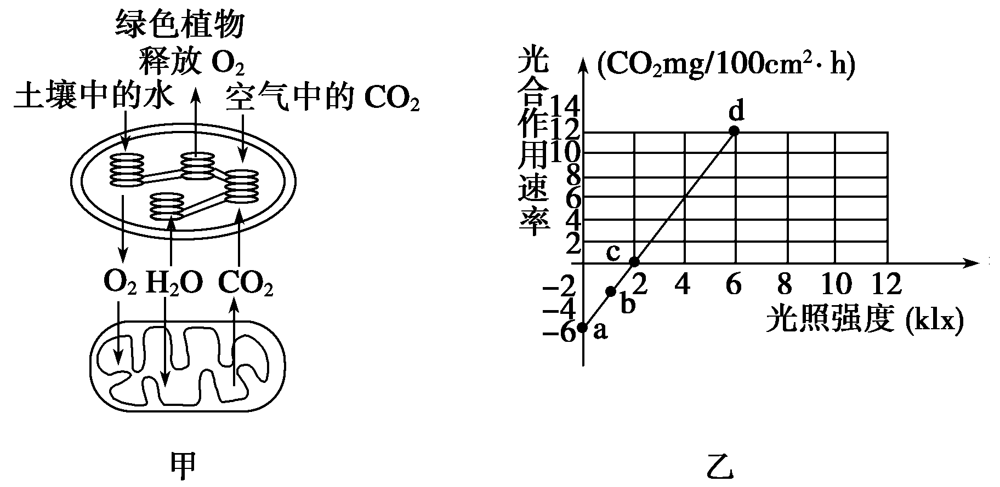 绿色植物
释放 O₂
土壤中的水
空气中的 CO₂
O₂ H₂O CO₂
甲
光合作用速率
(CO₂mg/100cm²·h)
14
12
10
8
6
4
2
-2
-4
-6
a
b
c
d
2 4 6 8 10 12
光照强度 (klx)
乙